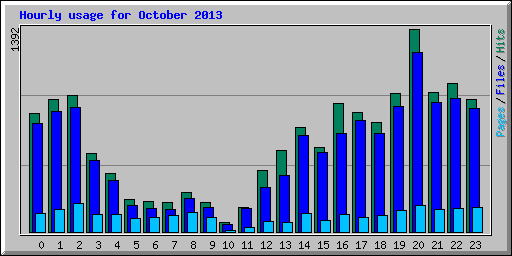 Hourly usage for October 2013
1392
Pages/Files/Hits
0 1 2 3 4 5 6 7 8 9 10 11 12 13 14 15 16 17 18 19 20 21 22 23